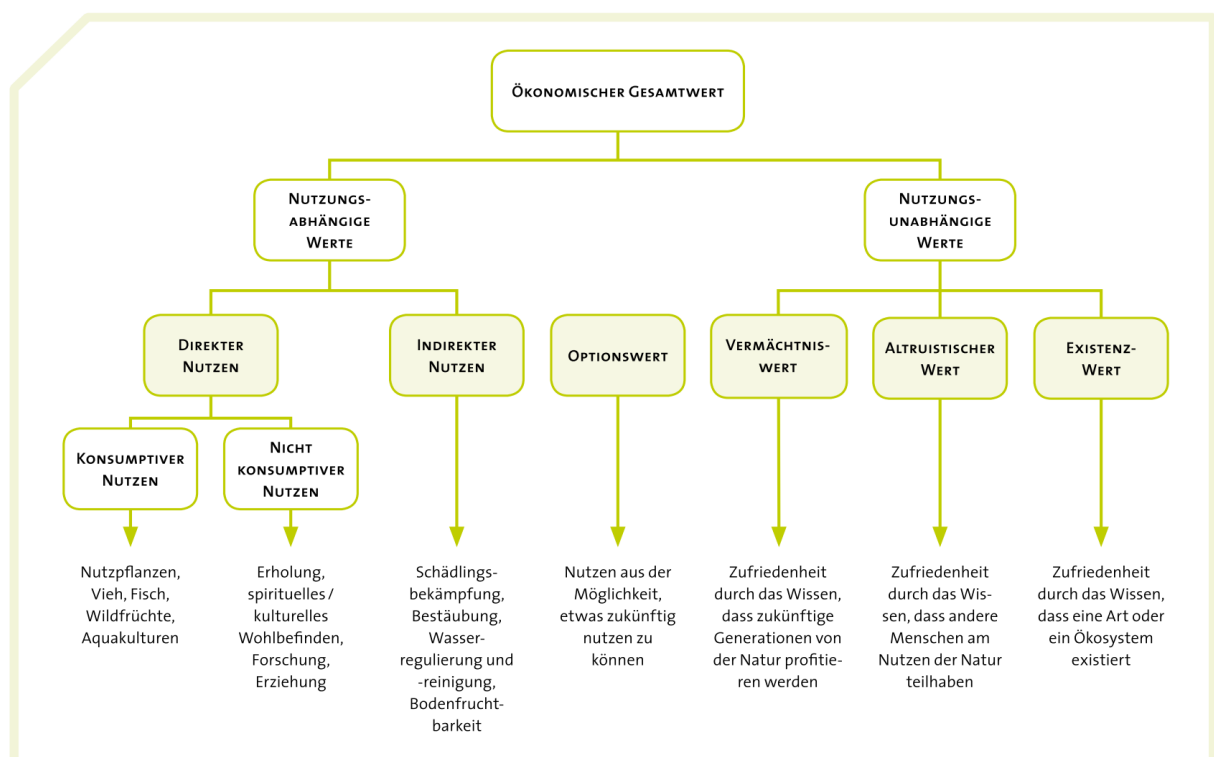 Ökonomischer Gesamtwert
Nutzungs-
abhängige
Werte
Nutzungs-
unabhängige
Werte
Direkter
Nutzen
Indirekter
Nutzen
Optionswert
Vermächtnis-
wert
Altruistischer
Wert
Existenz-
Wert
Konsumptiver
Nutzen
Nicht
konsumptiver
Nutzen
Nutzpflanzen,
Vieh, Fisch,
Wildfrüchte,
Aquakulturen
Erholung,
spirituelles /
kulturelles
Wohlbefinden,
Forschung,
Erziehung
Schädlings-
bekämpfung,
Bestäubung,
Wasser-
regulierung und
-reinigung,
Bodenfrucht-
barkeit
Nutzen aus der
Möglichkeit,
etwas zukünftig
nutzen zu
können
Zufriedenheit
durch das Wissen,
dass zukünftige
Generationen von
der Natur profitie-
ren werden
Zufriedenheit
durch das Wis-
sen, dass andere
Menschen am
Nutzen der Natur
teilhaben
Zufriedenheit
durch das Wissen,
dass eine Art oder
ein Ökosystem
existiert